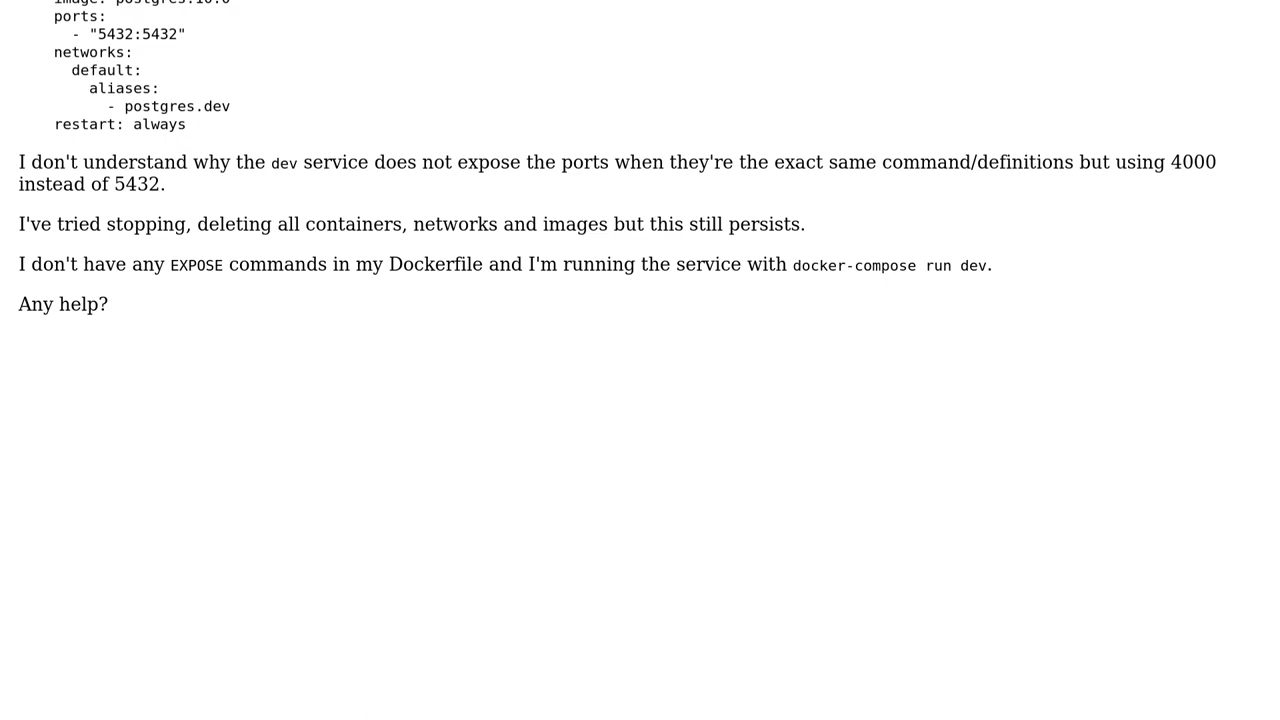 ports:
- "5432:5432"
networks:
default:
aliases:
- postgres.dev
restart: always
I don't understand why the dev service does not expose the ports when they're the exact same command/definitions but using 4000
instead of 5432.
I've tried stopping, deleting all containers, networks and images but this still persists.
I don't have any EXPOSE commands in my Dockerfile and I'm running the service with docker-compose run dev.
Any help?